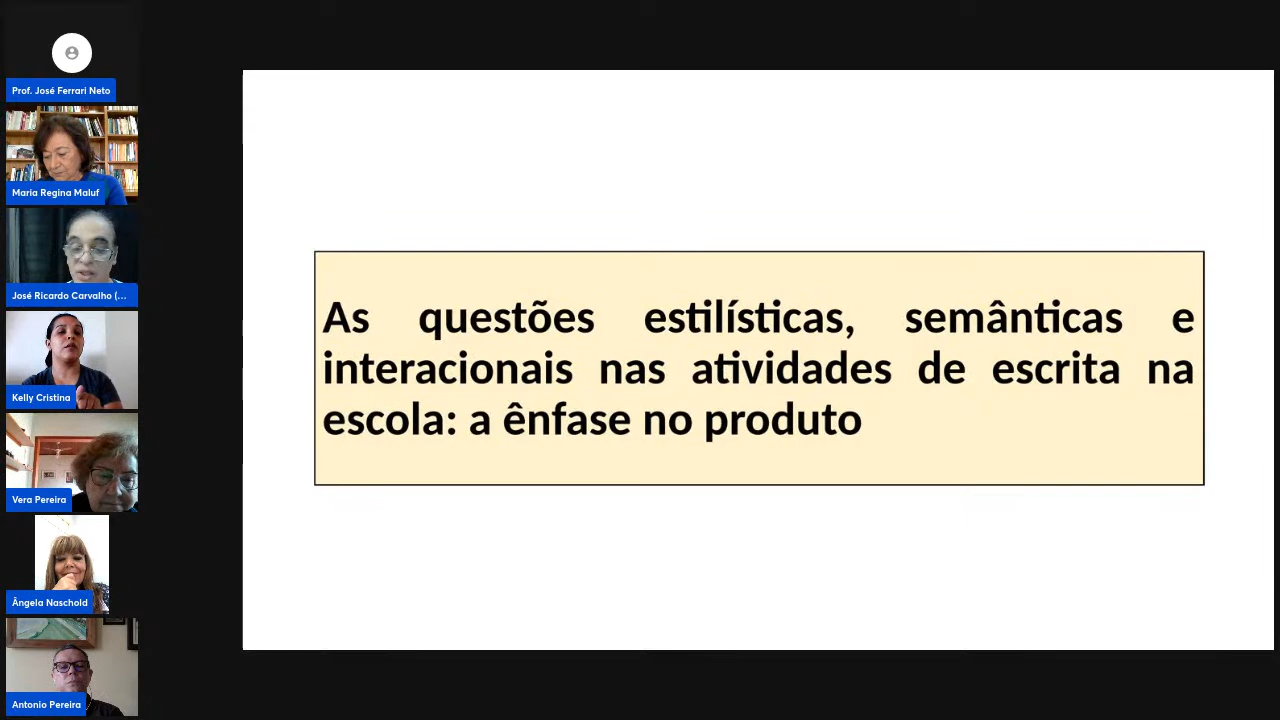 Prof. José Ferrari Neto
Maria Regina Maluf
José Ricardo Carvalho (...
Kelly Cristina
Vera Pereira
Ângela Naschold
Antonio Pereira
As questões estilísticas, semânticas e
interacionais nas atividades de escrita na
escola: a ênfase no produto